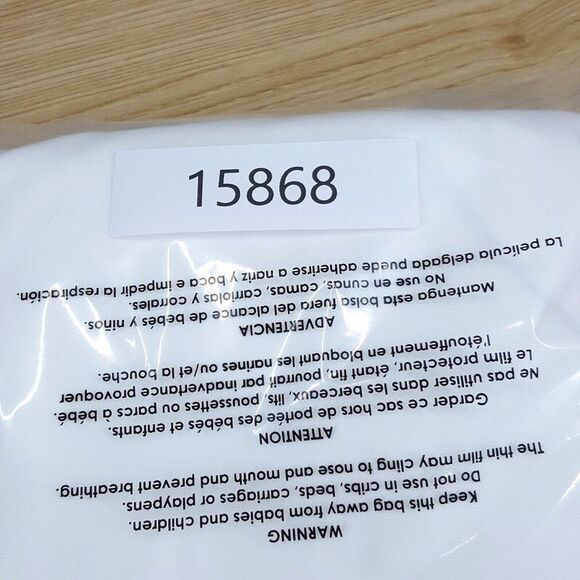 15868
WARNING
Keep this bag away from babies and children.
Do not use in cribs, beds, carriages or playpens.
The thin film may cling to nose and mouth and prevent breathing.
ATTENTION
Garder ce sac hors de portée des bébés et enfants.
Ne pas utiliser dans les berceaux, lits, poussettes ou parcs à bébé.
Le film protecteur, étant fin, pourrait par inadvertance provoquer
l'étouffement en bloquant les narines ou/et la bouche.
ADVERTENCIA
Mantenga esta bolsa fuera del alcance de bebés y niños.
No use en cunas, camas, carriolas y corrales.
La película delgada puede adherirse a nariz y boca e impedir la respiración.